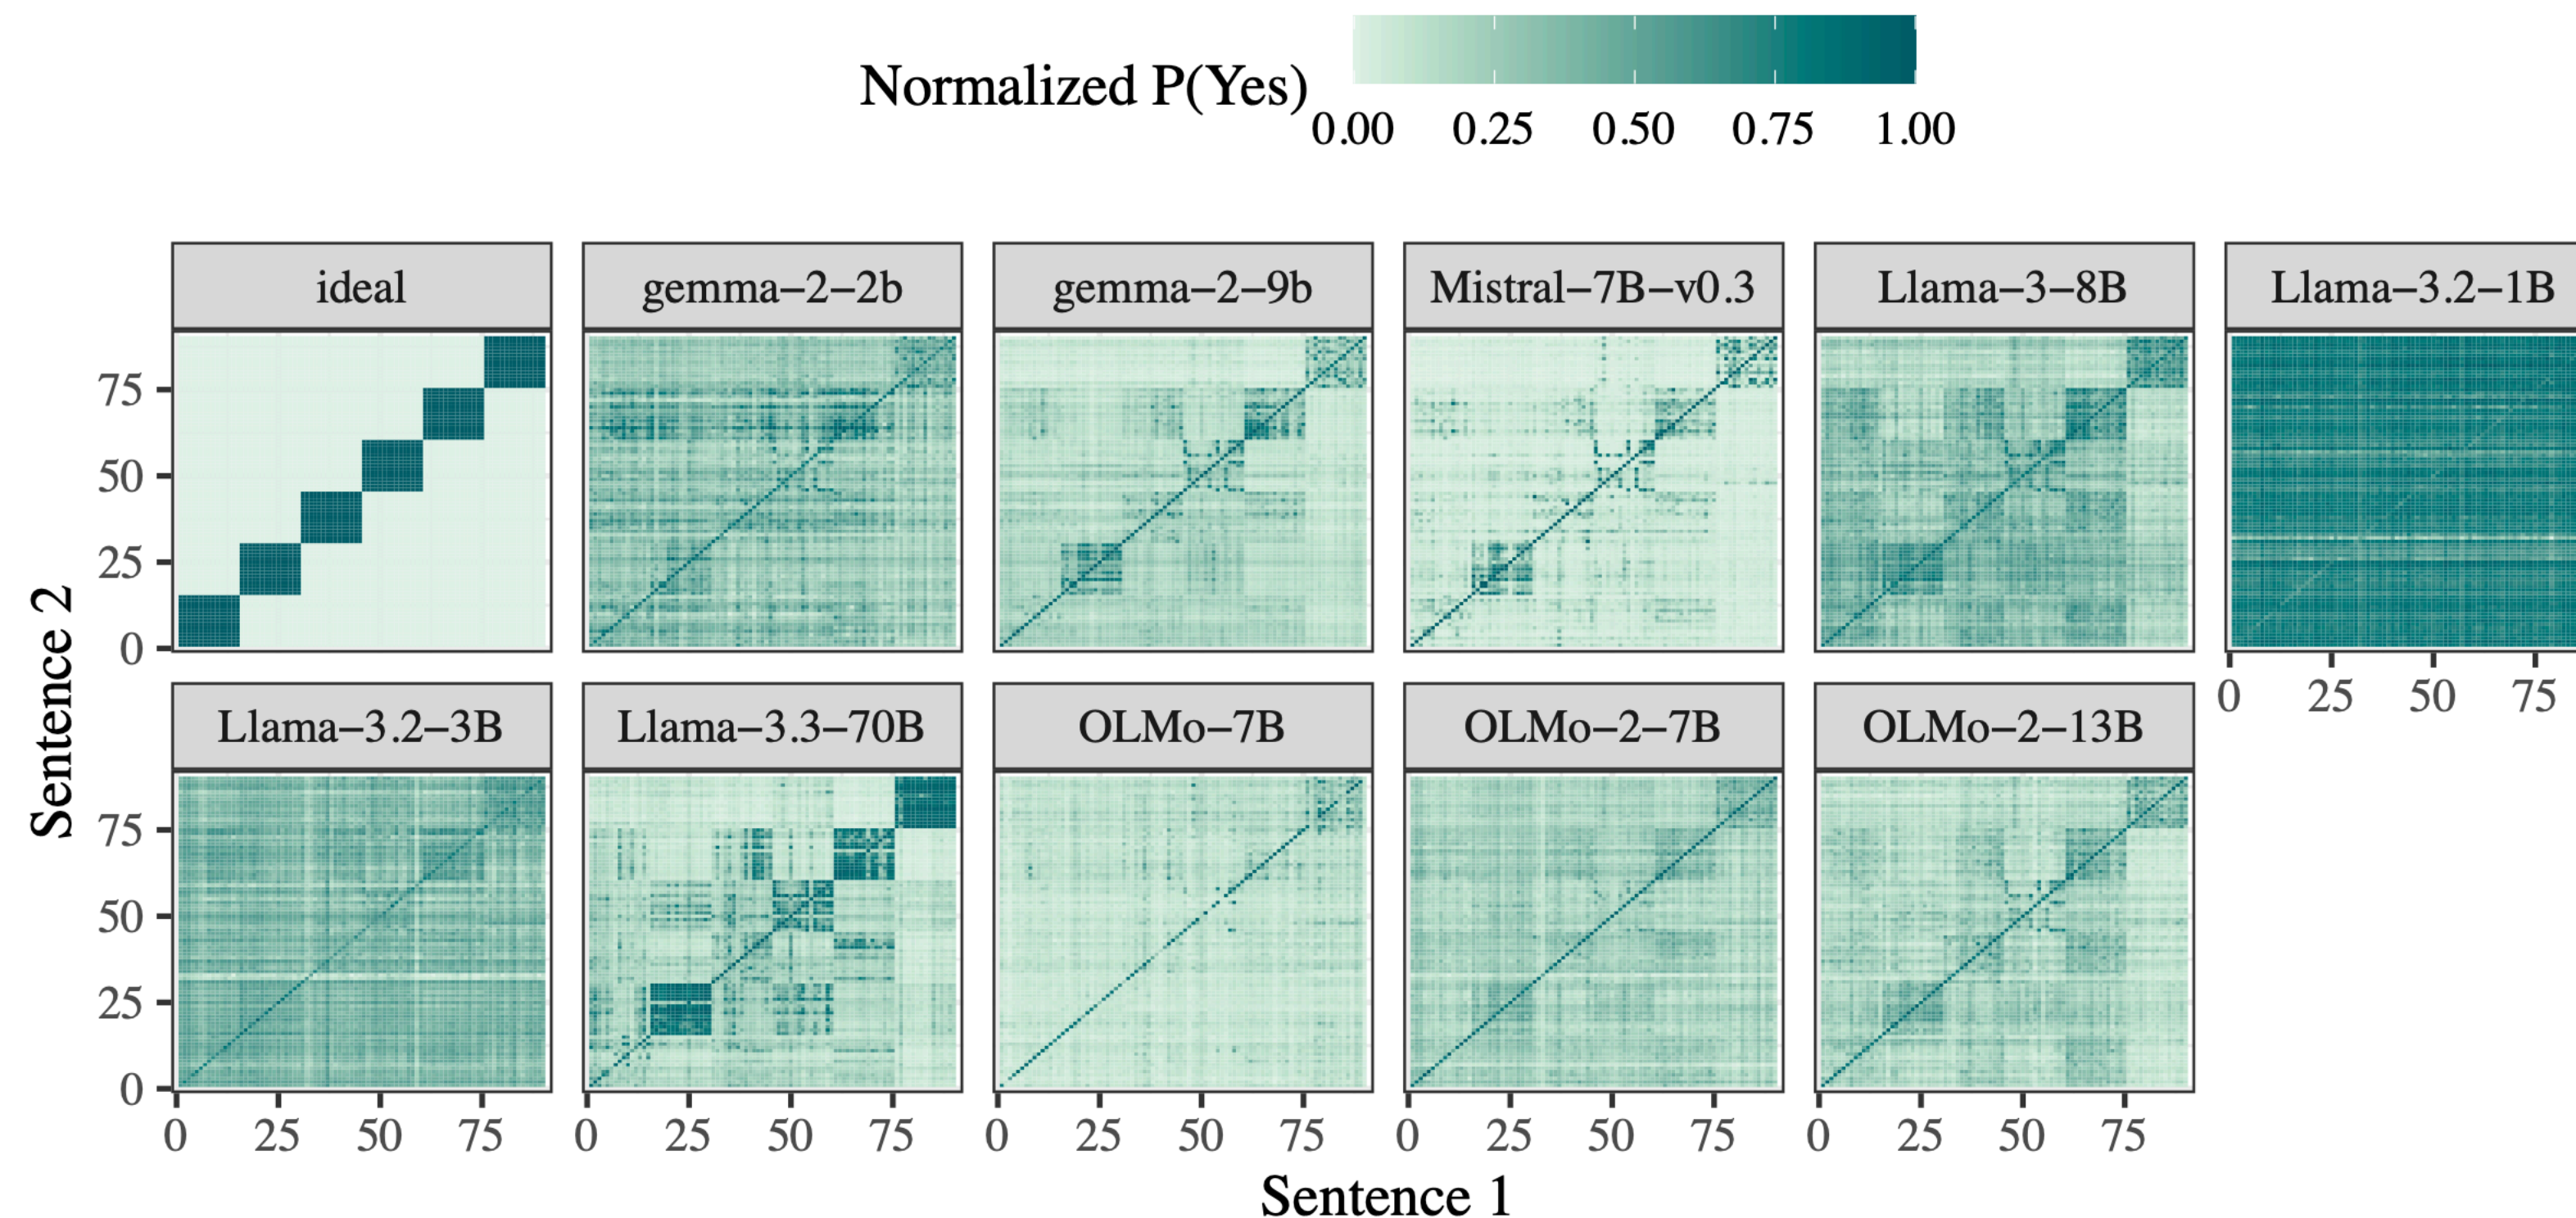 Normalized P(Yes)
0.00 0.25 0.50 0.75 1.00
ideal
gemma−2−2b
gemma−2−9b
Mistral−7B−v0.3
Llama−3−8B
Llama−3.2−1B
75
50
25
0
0 25 50 75
Sentence 2
Llama−3.2−3B
Llama−3.3−70B
OLMo−7B
OLMo−2−7B
OLMo−2−13B
75
50
25
0
0 25 50 75
0 25 50 75
0 25 50 75
0 25 50 75
0 25 50 75
Sentence 1